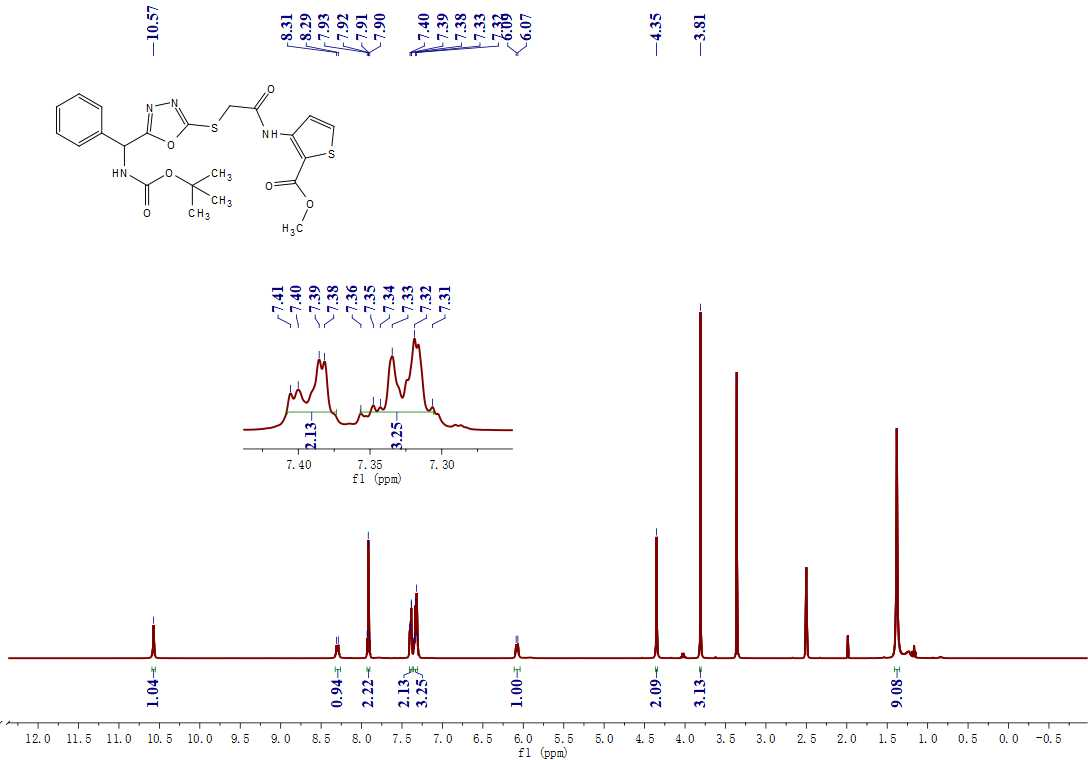 10.57
8.31
8.29
7.93
7.92
7.91
7.90
7.40
7.39
7.38
7.33
7.32
6.09
6.07
4.35
3.81
N
N
O
S
O
NH
S
O
O
CH3
HN
O
O
CH3
CH3
H3C
7.41
7.40
7.39
7.38
7.36
7.35
7.34
7.33
7.32
7.31
2.13
3.25
7.40
7.35
7.30
f1 (ppm)
1.04
0.94
2.22
2.13
3.25
1.00
2.09
3.13
9.08
12.0 11.5 11.0 10.5 10.0 9.5 9.0 8.5 8.0 7.5 7.0 6.5 6.0 5.5 5.0 4.5 4.0 3.5 3.0 2.5 2.0 1.5 1.0 0.5 0.0 -0.5
f1 (ppm)